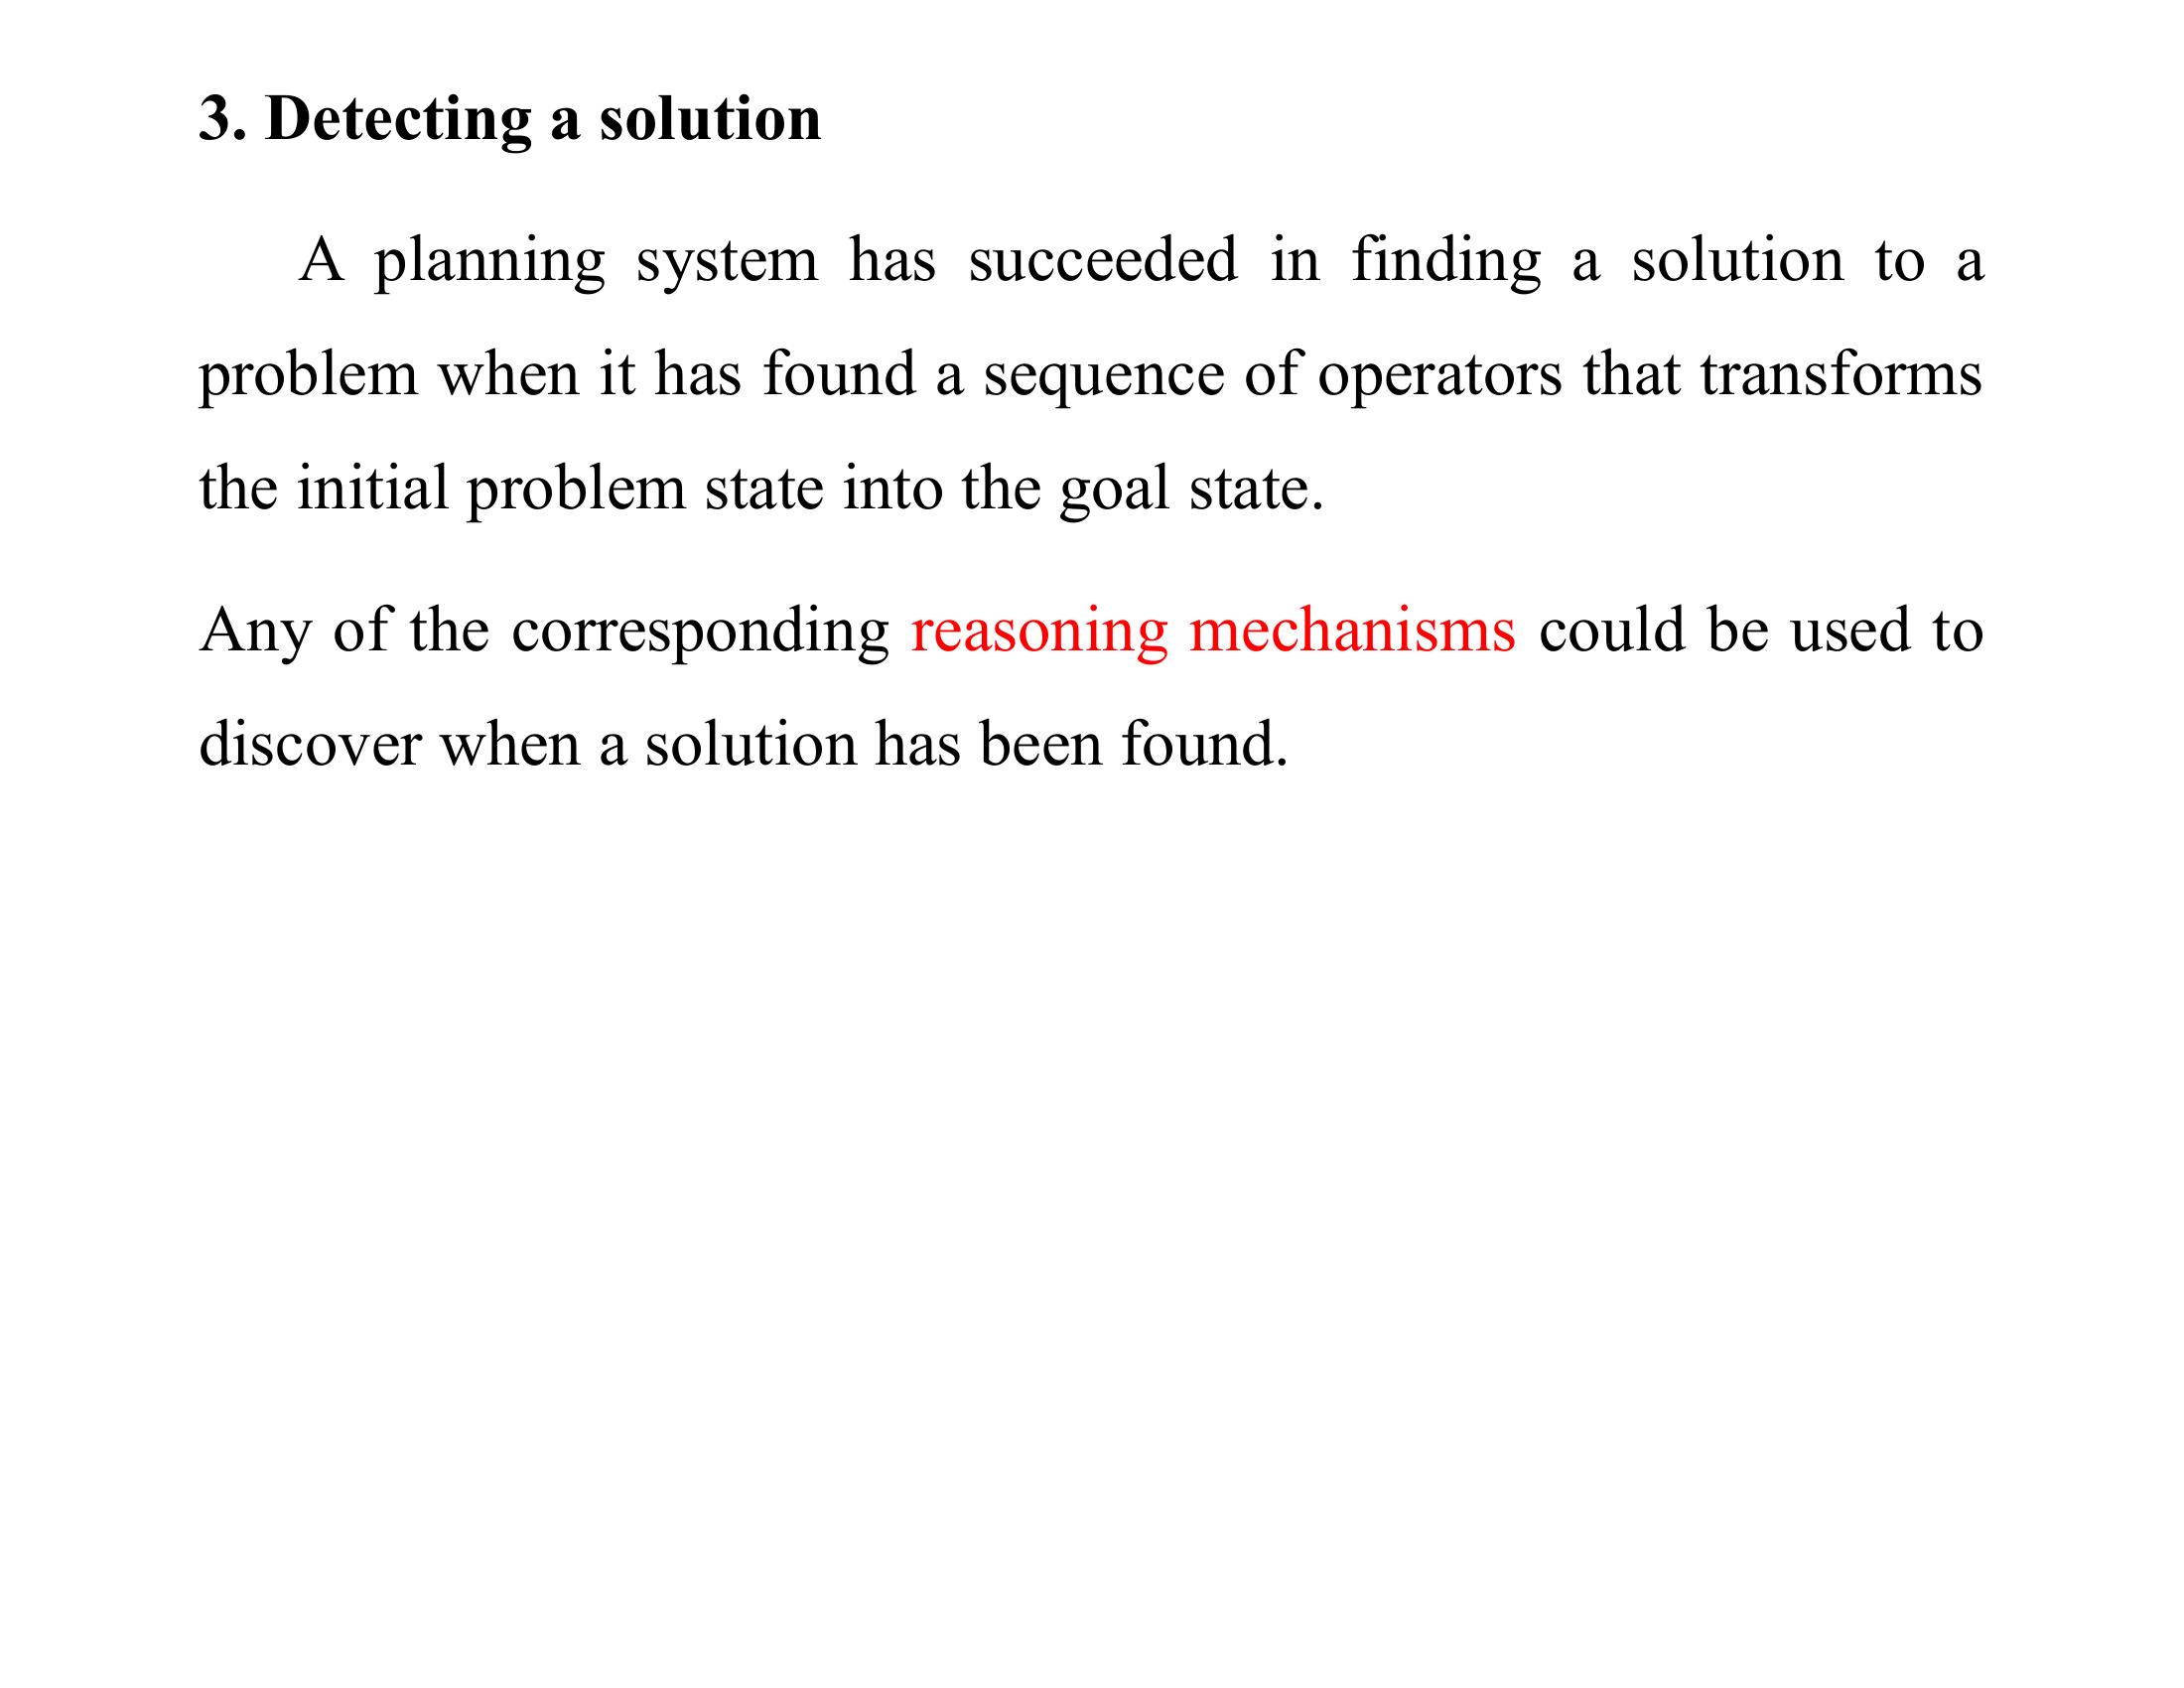 3. Detecting a solution
A planning system has succeeded in finding a solution to a
problem when it has found a sequence of operators that transforms
the initial problem state into the goal state.
Any of the corresponding reasoning mechanisms could be used to
discover when a solution has been found.